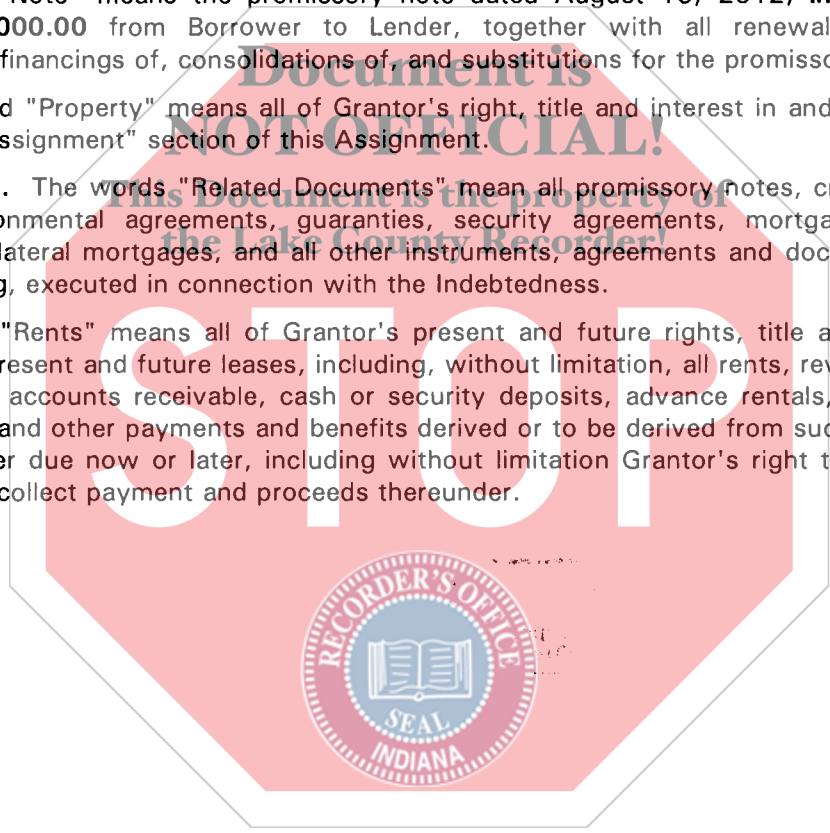 Note" means the promissory note dated August
000.00 from Borrower to Lender, together with all renewal
financings of, consolidations of, and substitutions for the promisso
Document is
d "Property" means all of Grantor's right, title and interest in and
ssignment" section of this Assignment.
NOT OFFICIAL!
. The words "Related Documents" mean all promissory notes, cr
This Document is the property of
onmental agreements, guaranties, security agreements, mortga
the Lake County Recorder!
lateral mortgages, and all other instruments, agreements and doc
g, executed in connection with the Indebtedness.
"Rents" means all of Grantor's present and future rights, title a
resent and future leases, including, without limitation, all rents, rev
accounts receivable, cash or security deposits, advance rentals,
and other payments and benefits derived or to be derived from suc
er due now or later, including without limitation Grantor's right t
collect payment and proceeds thereunder.
STOP
RECORDER'S OFFICE
SEAL
INDIANA